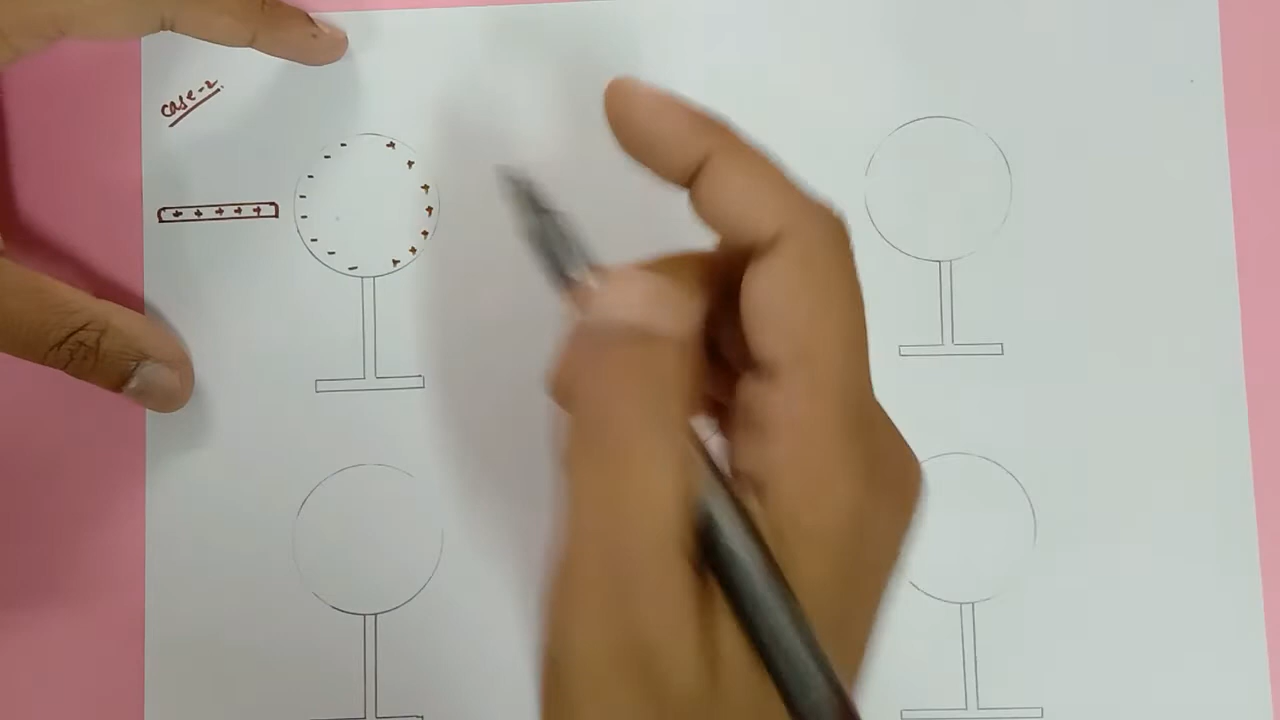 Case-2
+ + + + +